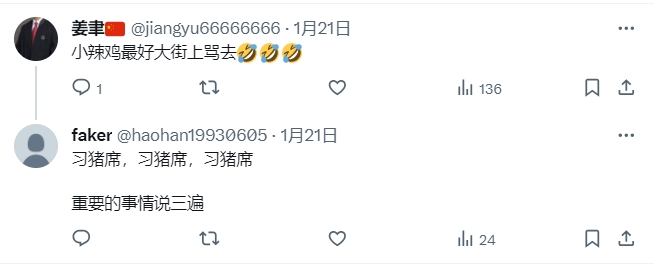 姜聿🇨🇳 @jiangyu66666666 · 1月21日
小辣鸡最好大街上骂去🤣🤣🤣
1 136
faker @haohan19930605 · 1月21日
习猪席，习猪席，习猪席
重要的事情说三遍
24